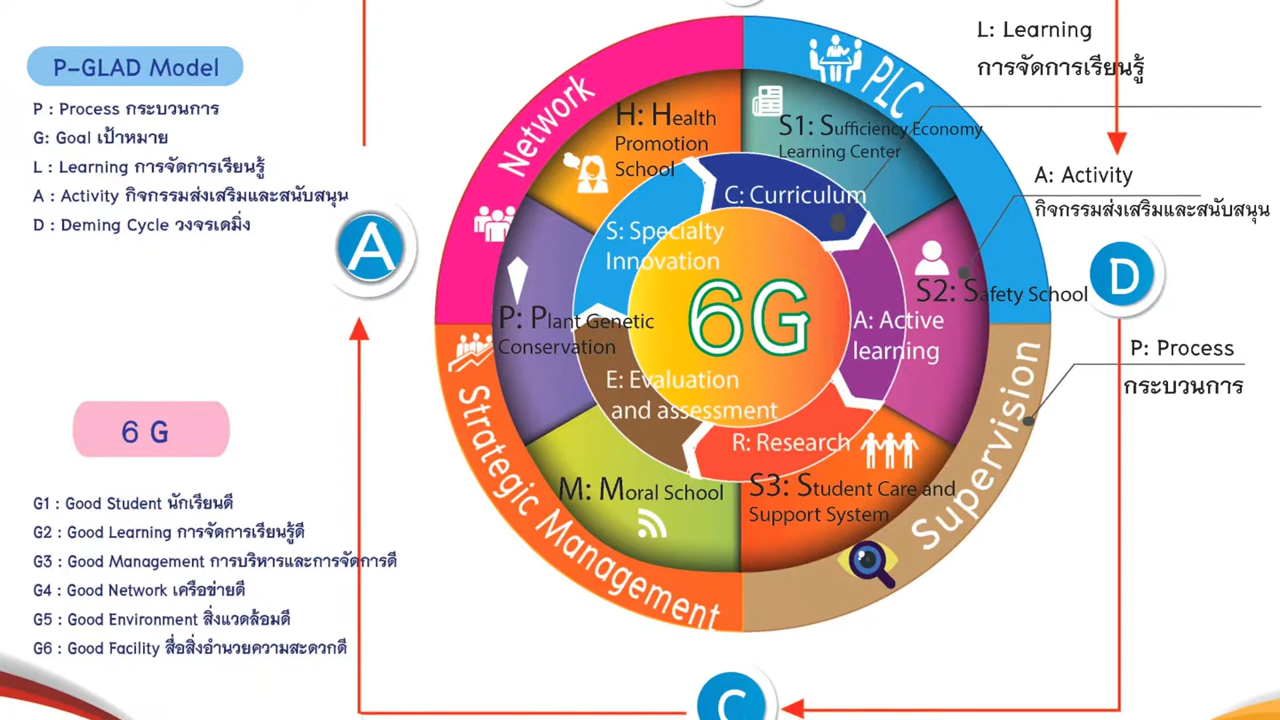 P-GLAD Model
P : Process กระบวนการ
G: Goal เป้าหมาย
L : Learning การจัดการเรียนรู้
A : Activity กิจกรรมส่งเสริมและสนับสนุน
D : Deming Cycle วงจรเดมิ่ง
6 G
G1 : Good Student นักเรียนดี
G2 : Good Learning การจัดการเรียนรู้ดี
G3 : Good Management การบริหารและการจัดการดี
G4 : Good Network เครือข่ายดี
G5 : Good Environment สิ่งแวดล้อมดี
G6 : Good Facility สื่อสิ่งอำนวยความสะดวกดี
A
Network
PLC
Supervision
Strategic Management
H: Health
Promotion
School
S1: Sufficiency Economy
Learning Center
S2: Safety School
S3: Student Care and
Support System
M: Moral School
P: Plant Genetic
Conservation
C: Curriculum
A: Active
learning
R: Research
E: Evaluation
and assessment
S: Specialty
Innovation
6G
L: Learning
การจัดการเรียนรู้
A: Activity
กิจกรรมส่งเสริมและสนับสนุน
D
P: Process
กระบวนการ
C